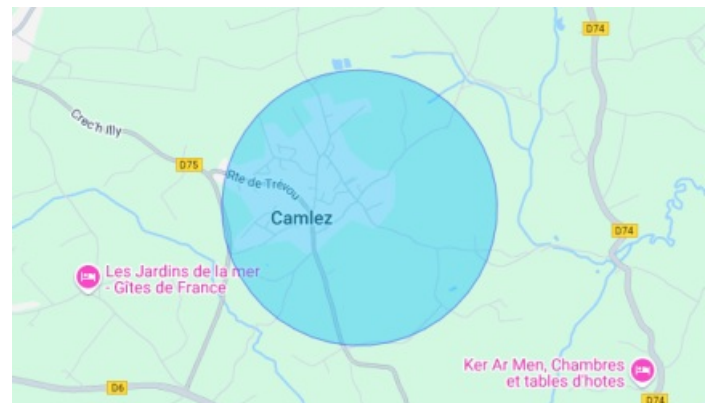 D74
Crec'h Illy
D75
Rte de Trévou
Camlez
D74
Les Jardins de la mer
- Gîtes de France
Ker Ar Men, Chambres
et tables d'hotes
D6
D74